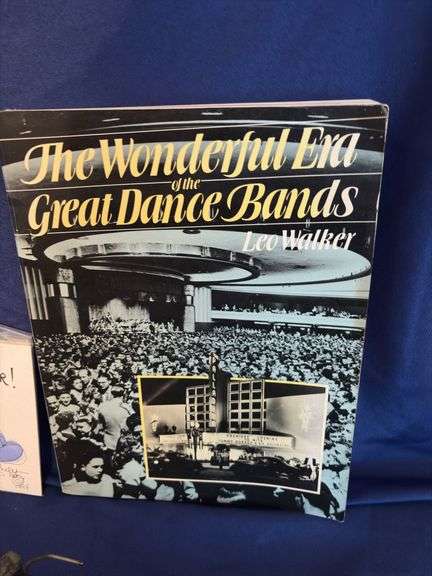 The Wonderful Era
of the
Great Dance Bands
Leo Walker